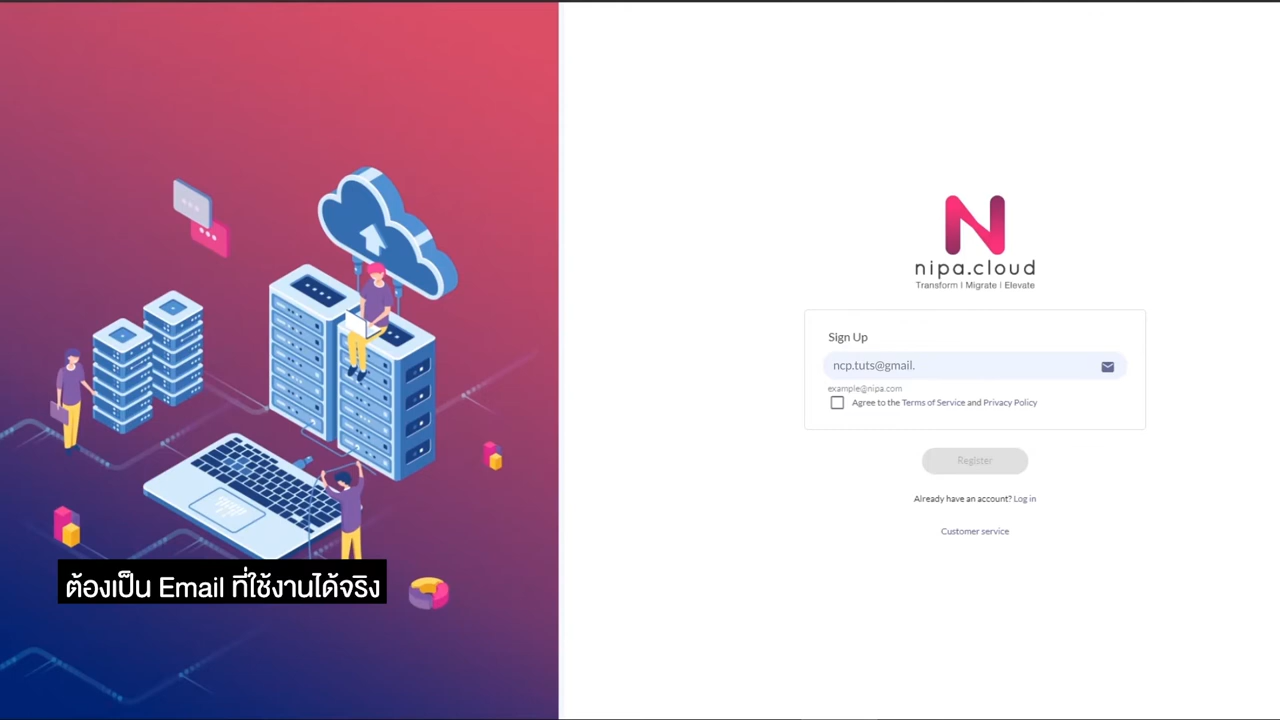 nipa.cloud
Transform | Migrate | Elevate
Sign Up
ncp.tuts@gmail.
example@nipa.com
Agree to the Terms of Service and Privacy Policy
Register
Already have an account? Log in
Customer service
ต้องเป็น Email ที่ใช้งานได้จริง